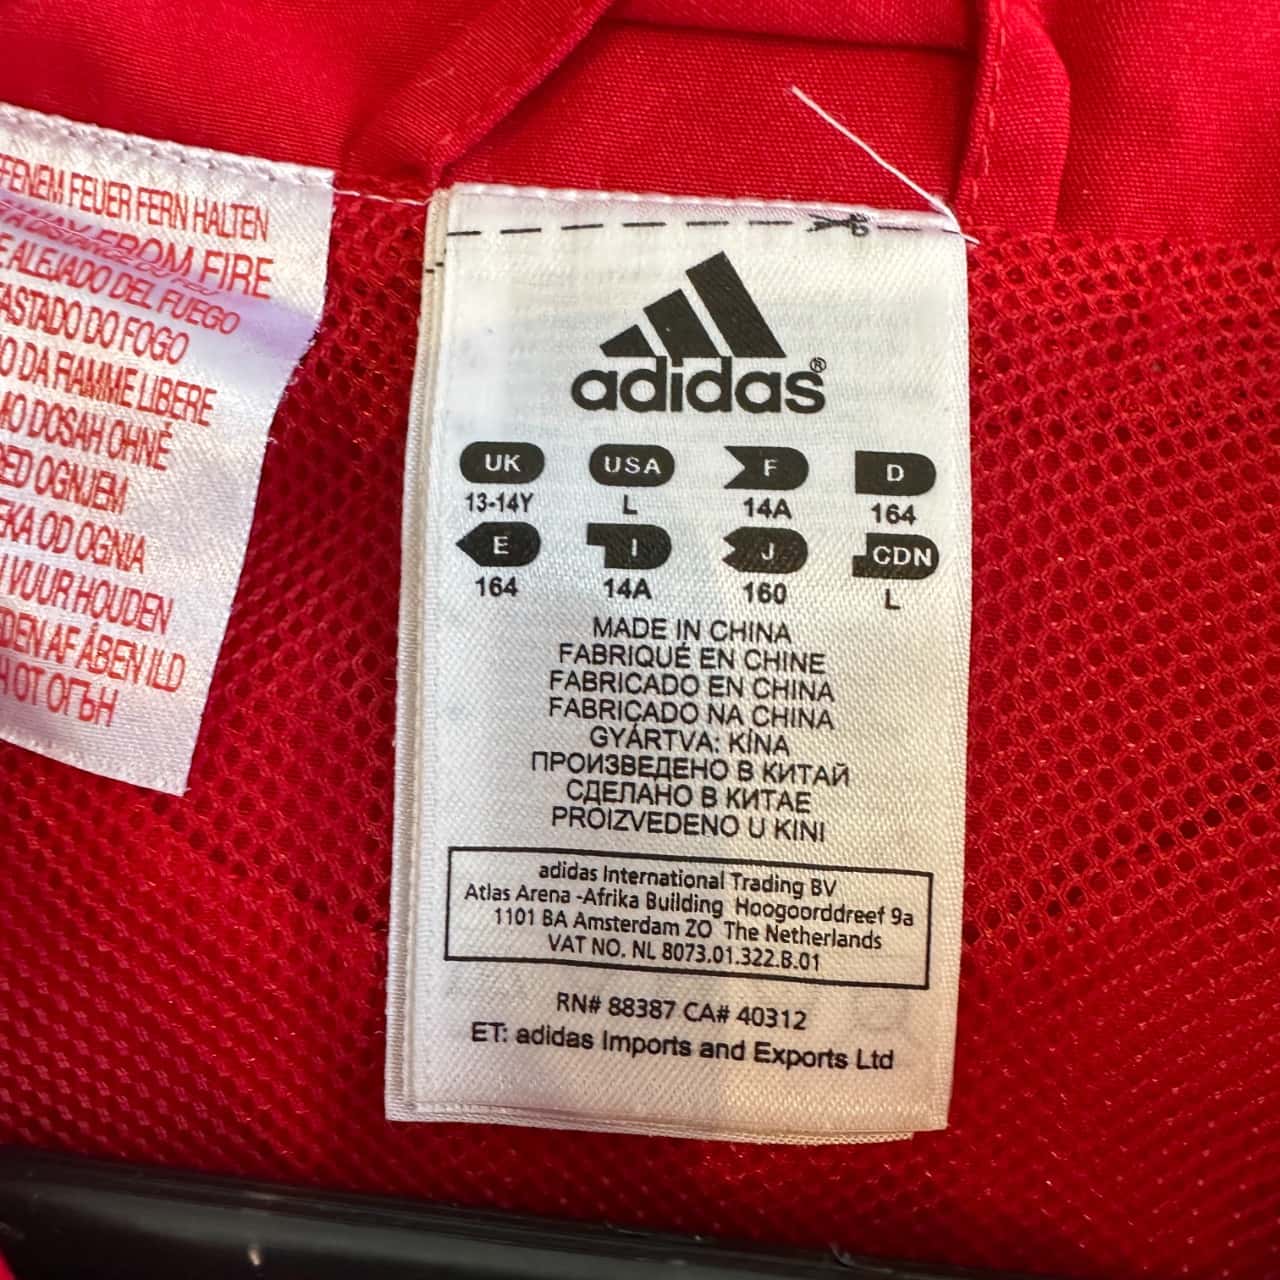 FENEM FEUER FERN HALTEN
FROM FIRE
ALEJADO DEL FUEGO
ASTADO DO FOGO
DA FIAMME LIBERE
DOSAH OHNĚ
RED OGNJEM
OD OGNIA
VUUR HOUDEN
AF ÅBEN ILD
ОТ ОГЪН
adidas®
UK USA F D
13-14Y L 14A 164
E I J CDN
164 14A 160 L
MADE IN CHINA
FABRIQUÉ EN CHINE
FABRICADO EN CHINA
FABRICADO NA CHINA
GYÁRTVA: KÍNA
ПРОИЗВЕДЕНО В КИТАЙ
СДЕЛАНО В КИТАЕ
PROIZVEDENO U KINI
adidas International Trading BV
Atlas Arena -Afrika Building Hoogoorddreef 9a
1101 BA Amsterdam ZO The Netherlands
VAT NO. NL 8073.01.322.B.01
RN# 88387 CA# 40312
ET: adidas Imports and Exports Ltd